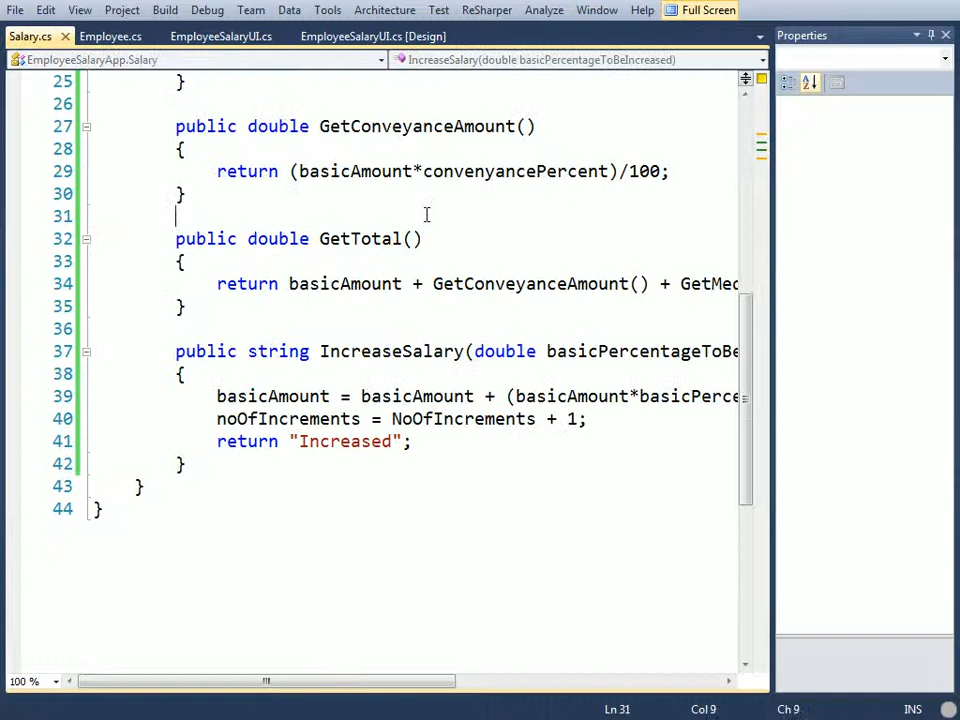 File Edit View Project Build Debug Team Data Tools Architecture Test ReSharper Analyze Window Help Full Screen
Salary.cs Employee.cs EmployeeSalaryUI.cs EmployeeSalaryUI.cs [Design] Properties
EmployeeSalaryApp.Salary IncreaseSalary(double basicPercentageToBeIncreased)
25 }
26
27 public double GetConveyanceAmount()
28 {
29 return (basicAmount*convenyancePercent)/100;
30 }
31
32 public double GetTotal()
33 {
34 return basicAmount + GetConveyanceAmount() + GetMed
35 }
36
37 public string IncreaseSalary(double basicPercentageToBe
38 {
39 basicAmount = basicAmount + (basicAmount*basicPerce
40 noOfIncrements = NoOfIncrements + 1;
41 return "Increased";
42 }
43 }
44 }
100 %
Ln 31 Col 9 Ch 9 INS